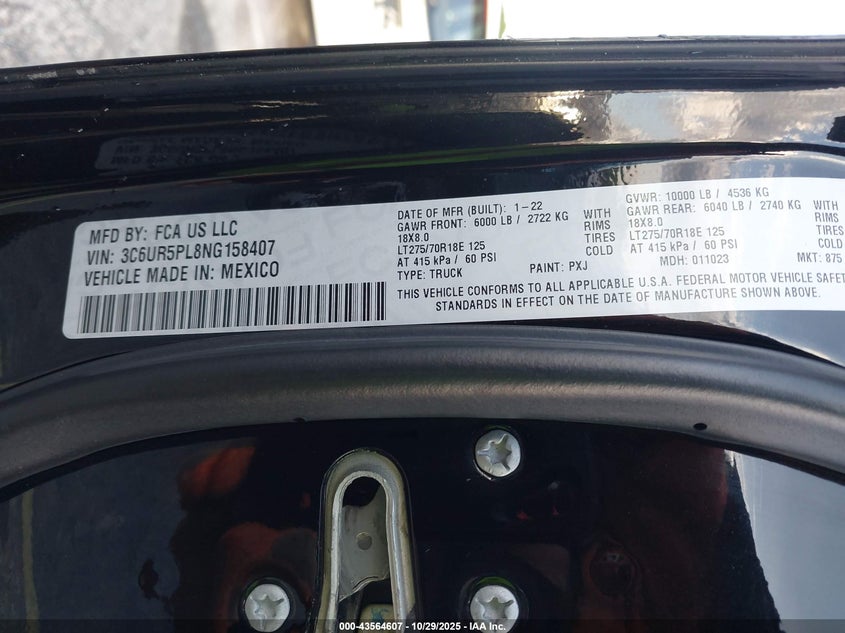 MFD BY: FCA US LLC
VIN: 3C6UR5PL8NG158407
VEHICLE MADE IN: MEXICO
DATE OF MFR (BUILT): 1-22
GAWR FRONT: 6000 LB / 2722 KG WITH
18X8.0 RIMS
LT275/70R18E 125 TIRES
AT 415 kPa / 60 PSI COLD
TYPE: TRUCK PAINT: PXJ
GVWR: 10000 LB / 4536 KG
GAWR REAR: 6040 LB / 2740 KG WITH
18X8.0 RIMS
LT275/70R18E 125 TIRES
AT 415 kPa / 60 PSI COLD
MDH: 011023 MKT: 875
THIS VEHICLE CONFORMS TO ALL APPLICABLE U.S.A. FEDERAL MOTOR VEHICLE SAFE
STANDARDS IN EFFECT ON THE DATE OF MANUFACTURE SHOWN ABOVE.
000-43564607 - 10/29/2025 - IAA Inc.